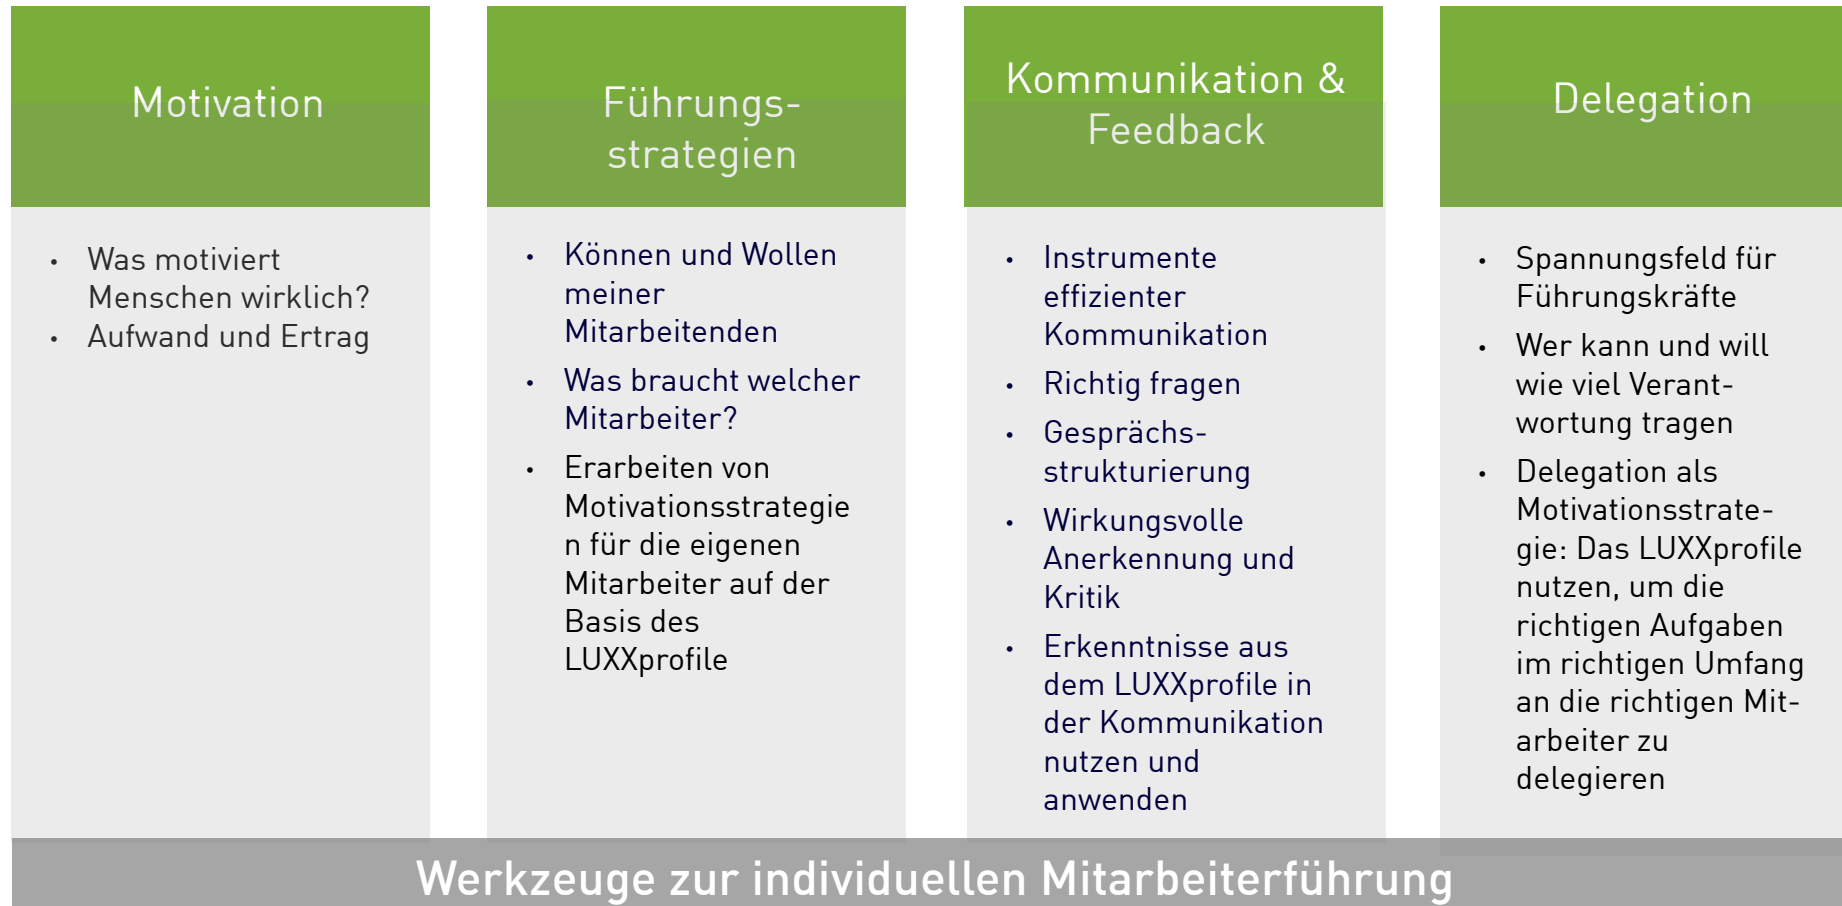 Motivation
• Was motiviert
Menschen wirklich?
• Aufwand und Ertrag
Führungs-
strategien
• Können und Wollen
meiner
Mitarbeitenden
• Was braucht welcher
Mitarbeiter?
• Erarbeiten von
Motivationsstrategie
n für die eigenen
Mitarbeiter auf der
Basis des
LUXXprofile
Kommunikation &
Feedback
• Instrumente
effizienter
Kommunikation
• Richtig fragen
• Gesprächs-
strukturierung
• Wirkungsvolle
Anerkennung und
Kritik
• Erkenntnisse aus
dem LUXXprofile in
der Kommunikation
nutzen und
anwenden
Delegation
• Spannungsfeld für
Führungskräfte
• Wer kann und will
wie viel Verant-
wortung tragen
• Delegation als
Motivationsstrate-
gie: Das LUXXprofile
nutzen, um die
richtigen Aufgaben
im richtigen Umfang
an die richtigen Mit-
arbeiter zu
delegieren
Werkzeuge zur individuellen Mitarbeiterführung